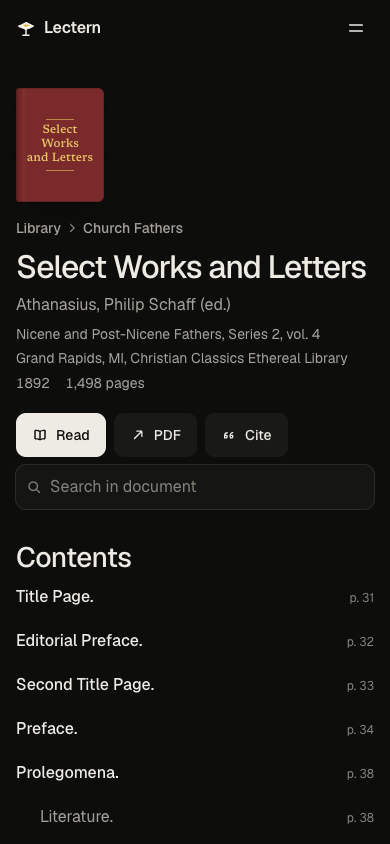 Lectern
Select
Works
and Letters
Library > Church Fathers
Select Works and Letters
Athanasius, Philip Schaff (ed.)
Nicene and Post-Nicene Fathers, Series 2, vol. 4
Grand Rapids, MI, Christian Classics Ethereal Library
1892 1,498 pages
Read PDF Cite
Search in document
Contents
Title Page. p. 31
Editorial Preface. p. 32
Second Title Page. p. 33
Preface. p. 34
Prolegomena. p. 38
Literature. p. 38